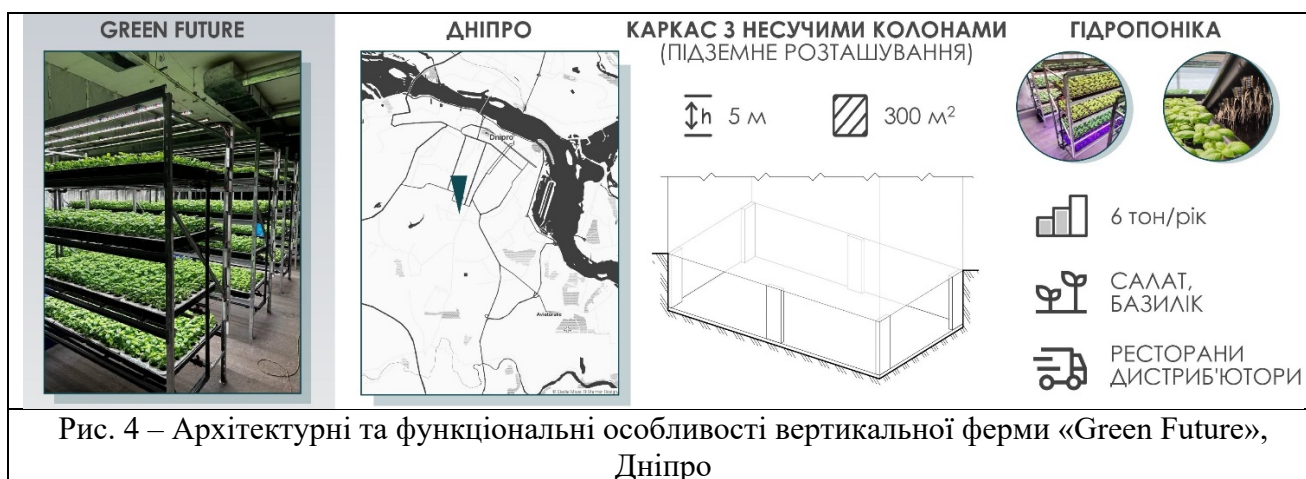 GREEN FUTURE
ДНІПРО
КАРКАС З НЕСУЧИМИ КОЛОНАМИ
(ПІДЗЕМНЕ РОЗТАШУВАННЯ)
ГІДРОПОНІКА
h 5 м
300 м²
Dnipro
Aviatorske
6 тон/рік
САЛАТ,
БАЗИЛІК
РЕСТОРАНИ
ДИСТРИБ'ЮТОРИ
Рис. 4 – Архітектурні та функціональні особливості вертикальної ферми «Green Future»,
Дніпро